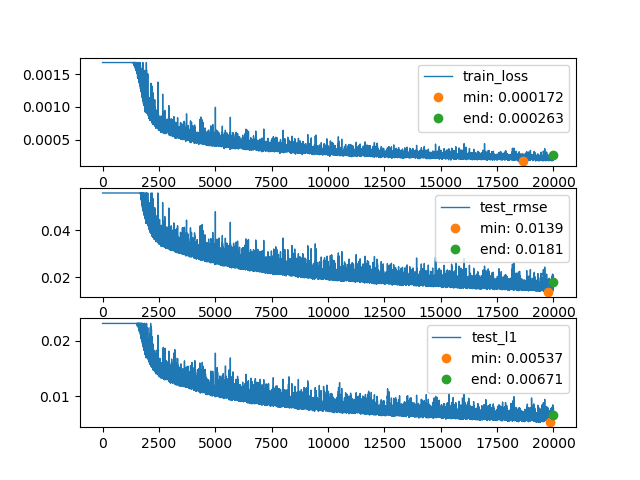 0.0015
0.0010
0.0005
train_loss
min: 0.000172
end: 0.000263
0 2500 5000 7500 10000 12500 15000 17500 20000
0.04
0.02
test_rmse
min: 0.0139
end: 0.0181
0 2500 5000 7500 10000 12500 15000 17500 20000
0.02
0.01
test_l1
min: 0.00537
end: 0.00671
0 2500 5000 7500 10000 12500 15000 17500 20000